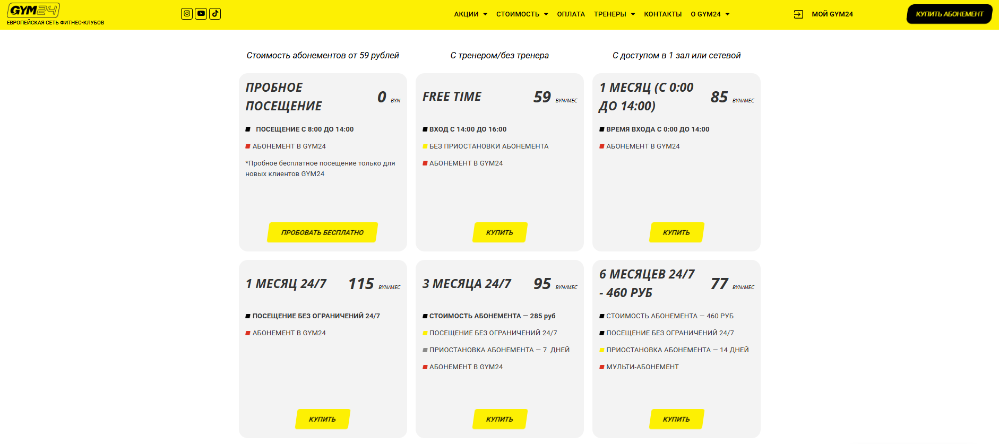 GYM24
ЕВРОПЕЙСКАЯ СЕТЬ ФИТНЕС-КЛУБОВ
АКЦИИ СТОИМОСТЬ ОПЛАТА ТРЕНЕРЫ КОНТАКТЫ О GYM24
МОЙ GYM24
КУПИТЬ АБОНЕМЕНТ
Стоимость абонементов от 59 рублей
С тренером/без тренера
С доступом в 1 зал или сетевой
ПРОБНОЕ
ПОСЕЩЕНИЕ
0 BYN
ПОСЕЩЕНИЕ С 8:00 ДО 14:00
АБОНЕМЕНТ В GYM24
*Пробное бесплатное посещение только для
новых клиентов GYM24
ПРОБОВАТЬ БЕСПЛАТНО
FREE TIME
59 BYN/МЕС
ВХОД С 14:00 ДО 16:00
БЕЗ ПРИОСТАНОВКИ АБОНЕМЕНТА
АБОНЕМЕНТ В GYM24
КУПИТЬ
1 МЕСЯЦ (С 0:00
ДО 14:00)
85 BYN/МЕС
ВРЕМЯ ВХОДА С 0:00 ДО 14:00
АБОНЕМЕНТ В GYM24
КУПИТЬ
1 МЕСЯЦ 24/7
115 BYN/МЕС
ПОСЕЩЕНИЕ БЕЗ ОГРАНИЧЕНИЙ 24/7
АБОНЕМЕНТ В GYM24
КУПИТЬ
3 МЕСЯЦА 24/7
95 BYN/МЕС
СТОИМОСТЬ АБОНЕМЕНТА — 285 руб
ПОСЕЩЕНИЕ БЕЗ ОГРАНИЧЕНИЙ 24/7
ПРИОСТАНОВКА АБОНЕМЕНТА — 7 ДНЕЙ
АБОНЕМЕНТ В GYM24
КУПИТЬ
6 МЕСЯЦЕВ 24/7
- 460 РУБ
77 BYN/МЕС
СТОИМОСТЬ АБОНЕМЕНТА — 460 РУБ
ПОСЕЩЕНИЕ БЕЗ ОГРАНИЧЕНИЙ 24/7
ПРИОСТАНОВКА АБОНЕМЕНТА — 14 ДНЕЙ
МУЛЬТИ-АБОНЕМЕНТ
КУПИТЬ